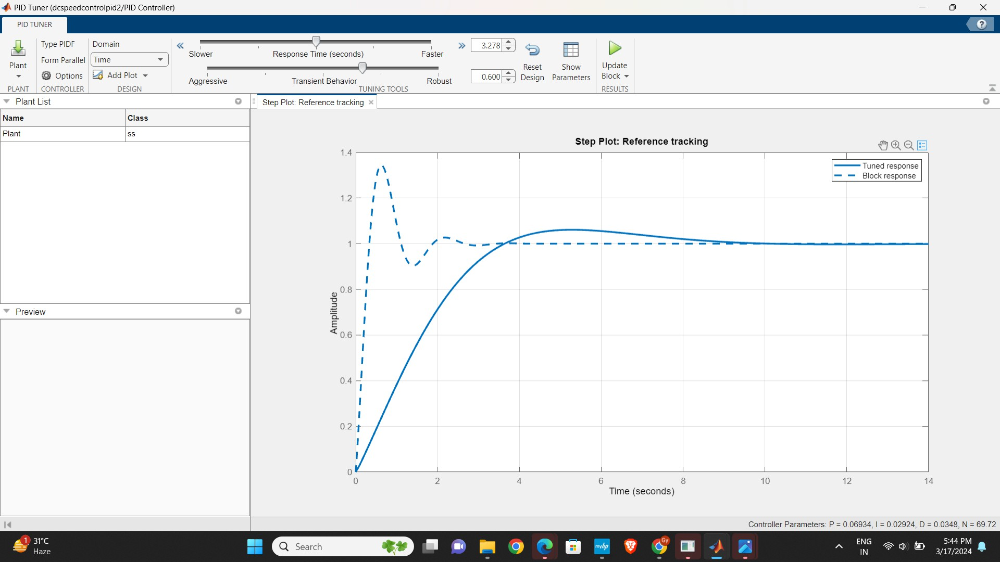 PID Tuner (dcspeedcontrolpid2/PID Controller)
PID TUNER
?
Plant
PLANT
Type PIDF
Form Parallel
Options
CONTROLLER
Domain
Time
Add Plot
DESIGN
Slower
Response Time (seconds)
Faster
3.278
Aggressive
Transient Behavior
Robust
0.600
TUNING TOOLS
Reset
Design
Show
Parameters
Update
Block
RESULTS
Plant List
Name Class
Plant ss
Preview
Step Plot: Reference tracking
Step Plot: Reference tracking
Tuned response
Block response
Amplitude
1.4
1.2
1
0.8
0.6
0.4
0.2
0
0 2 4 6 8 10 12 14
Time (seconds)
Controller Parameters: P = 0.06934, I = 0.02924, D = 0.0348, N = 69.72
1
31°C
Haze
Search
myhp
Gy
ENG
IN
5:44 PM
3/17/2024